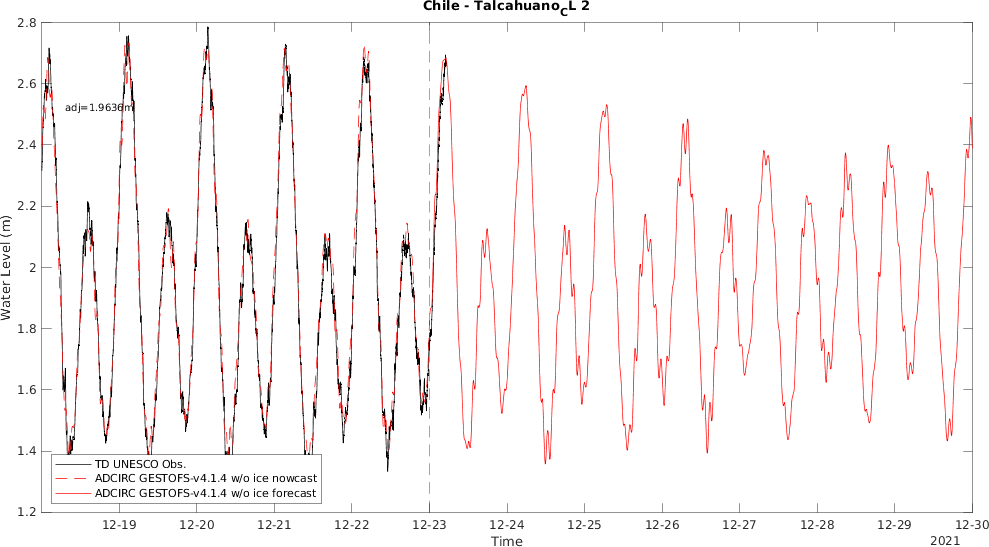 Chile - TalcahuanoCL 2
2.8
2.6
2.4
2.2
2
1.8
1.6
1.4
1.2
Water Level (m)
adj=1.9636m
TD UNESCO Obs.
ADCIRC GESTOFS-v4.1.4 w/o ice nowcast
ADCIRC GESTOFS-v4.1.4 w/o ice forecast
12-19 12-20 12-21 12-22 12-23 12-24 12-25 12-26 12-27 12-28 12-29 12-30
Time
2021